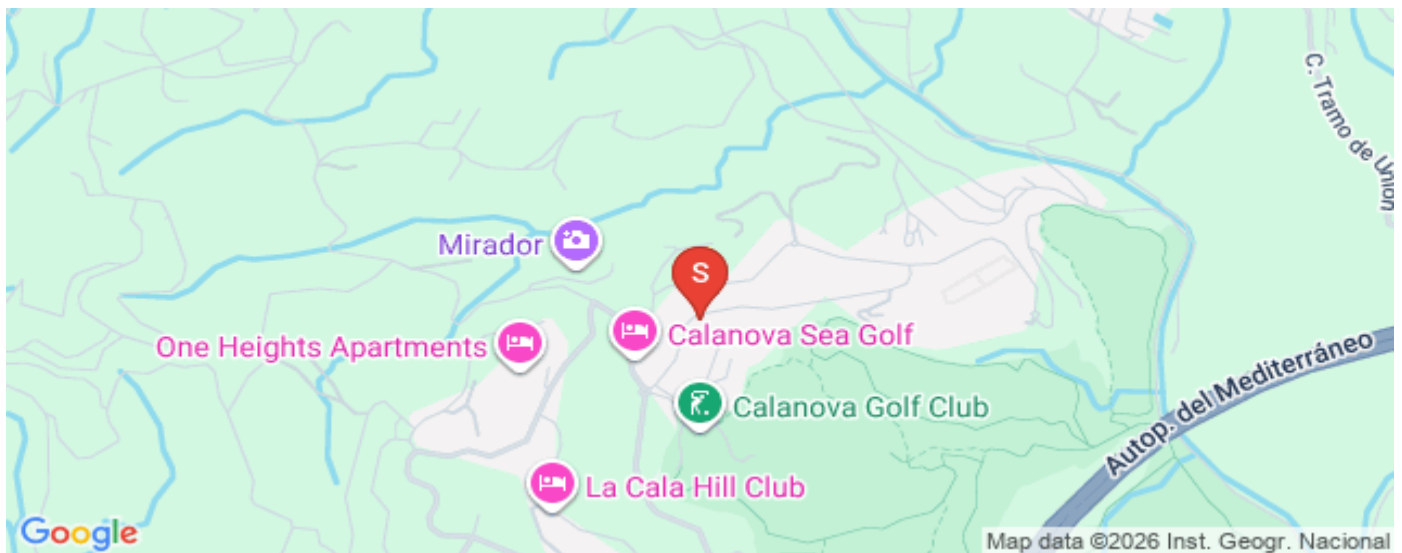 C. Tramo de Unión
Mirador
S
Calanova Sea Golf
One Heights Apartments
Autop. del Mediterráneo
Calanova Golf Club
La Cala Hill Club
Google
Map data ©2026 Inst. Geogr. Nacional